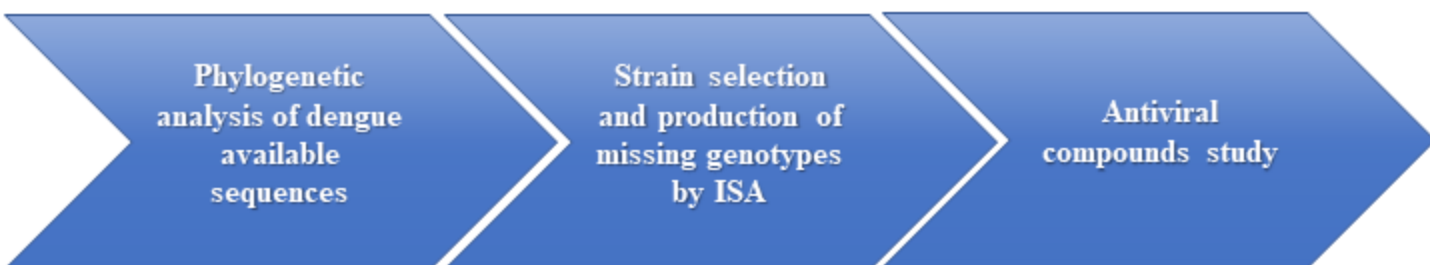 Phylogenetic
analysis of dengue
available
sequences
Strain selection
and production of
missing genotypes
by ISA
Antiviral
compounds study